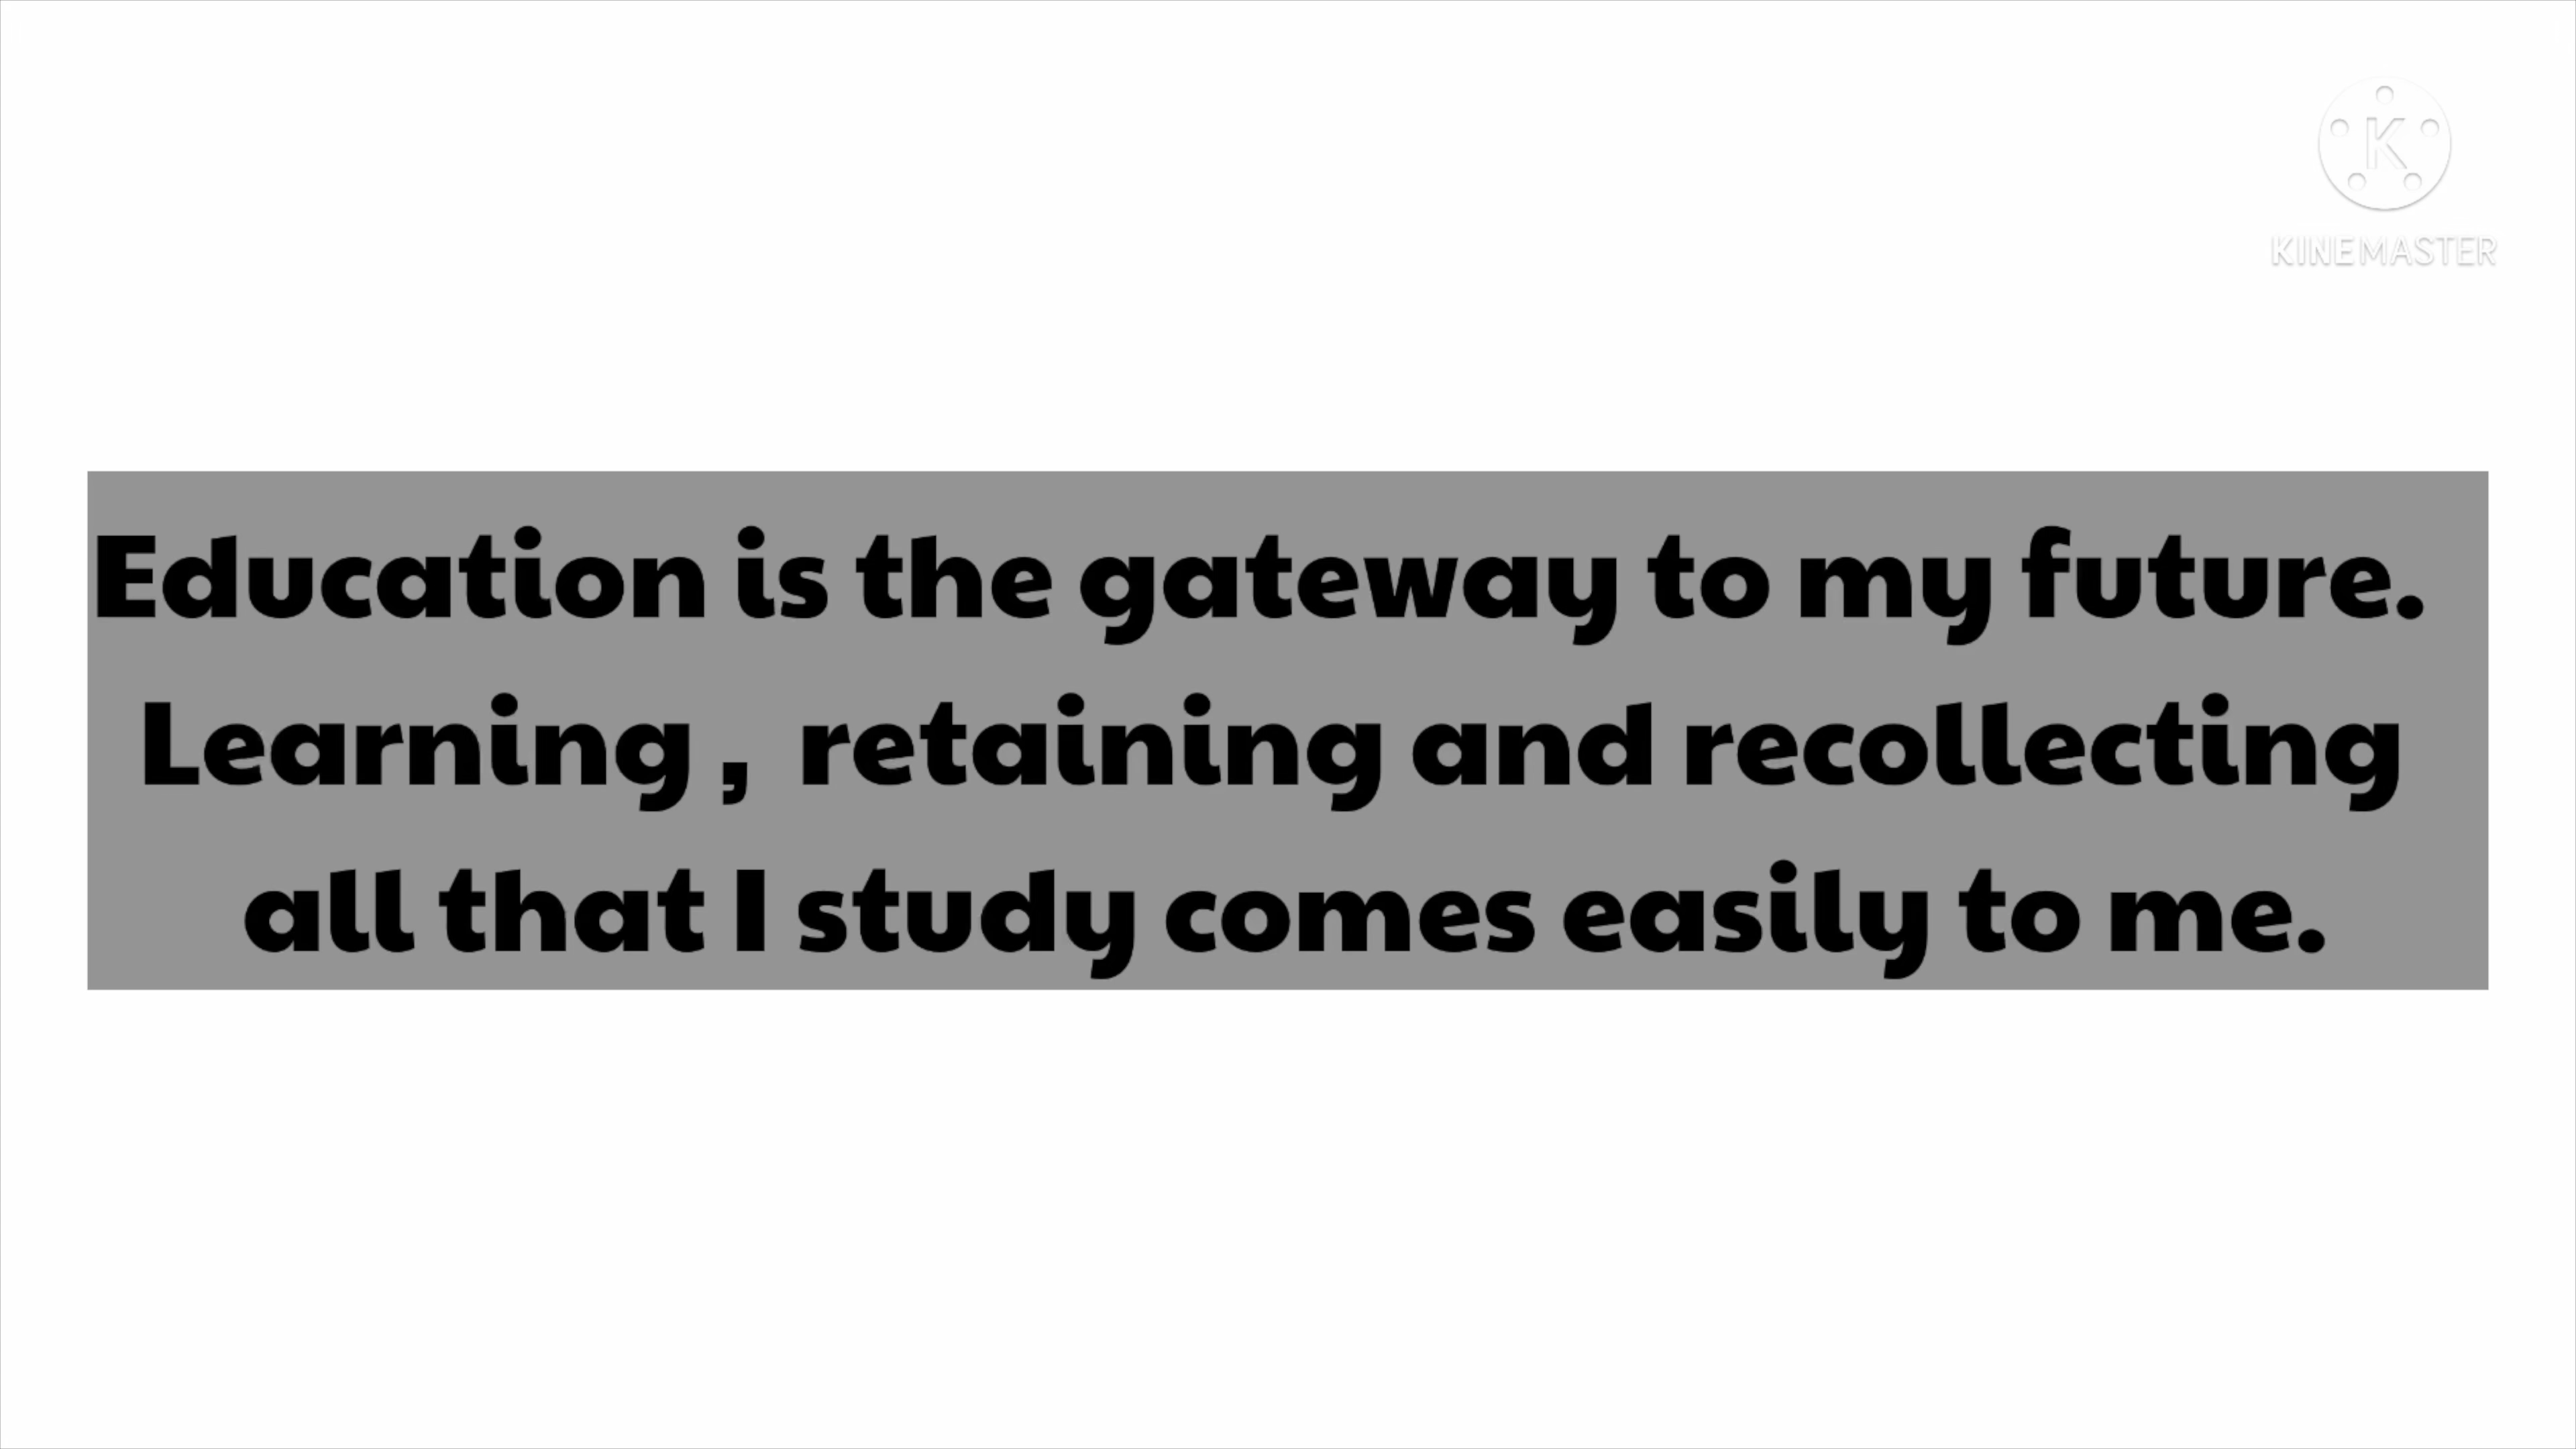 K
KINEMASTER
Education is the gateway to my future.
Learning ,  retaining and recollecting
all that I study comes easily to me.